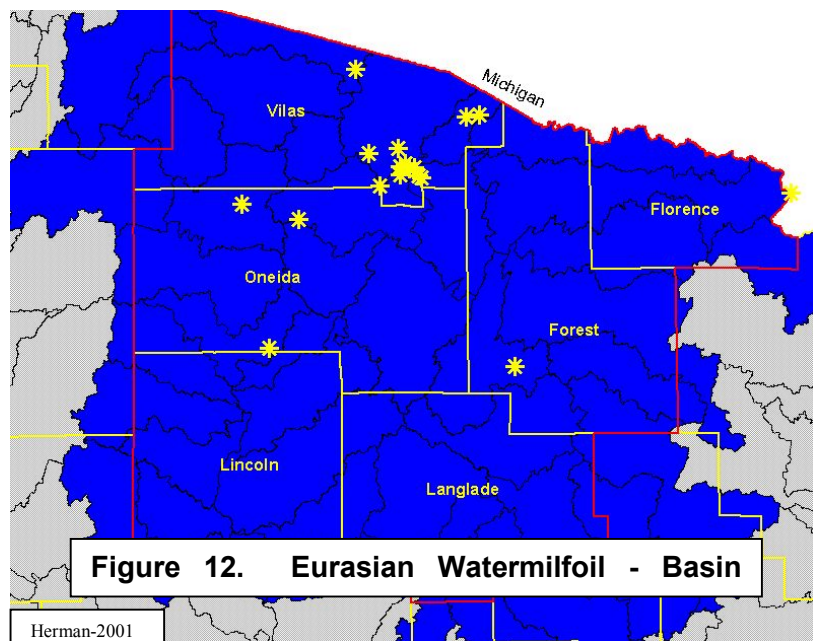 Michigan
Vilas
Florence
Oneida
Forest
Lincoln
Langlade
Figure 12. Eurasian Watermilfoil - Basin
Herman-2001